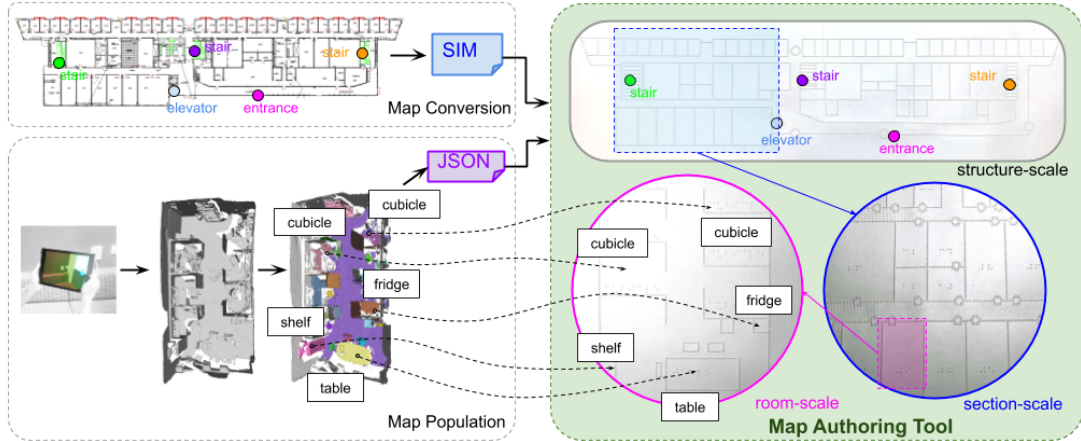 stair
stair
stair
elevator
entrance
Map Conversion
SIM
JSON
cubicle
cubicle
fridge
shelf
table
Map Population
stair
stair
stair
elevator
entrance
structure-scale
cubicle
cubicle
fridge
shelf
table
room-scale
section-scale
Map Authoring Tool